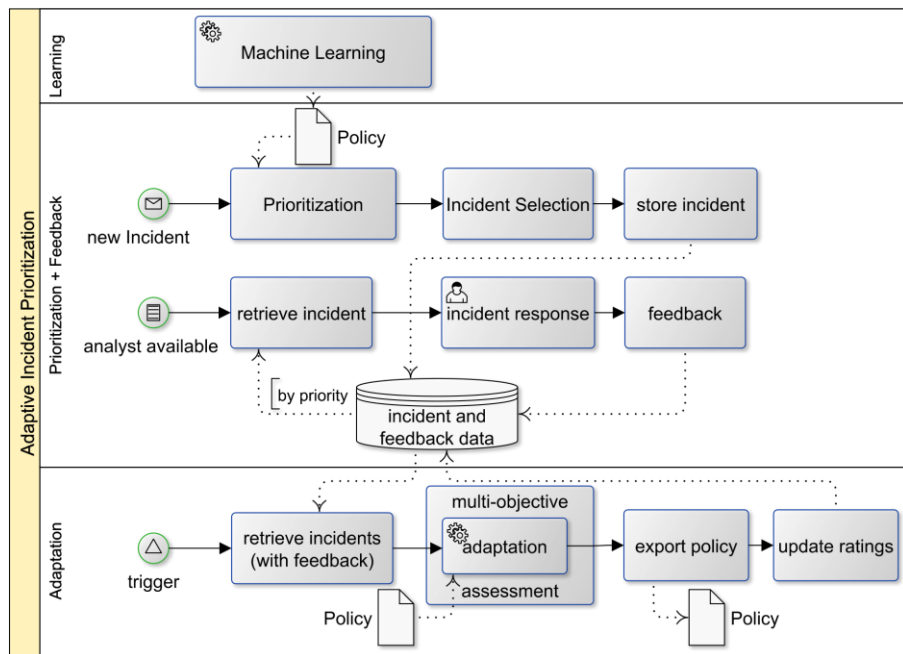 Adaptive Incident Prioritization
Learning
Machine Learning
Policy
Prioritization + Feedback
Prioritization
Incident Selection
store incident
new Incident
retrieve incident
incident response
feedback
analyst available
by priority
incident and
feedback data
Adaptation
multi-objective
retrieve incidents
(with feedback)
adaptation
export policy
update ratings
trigger
assessment
Policy
Policy